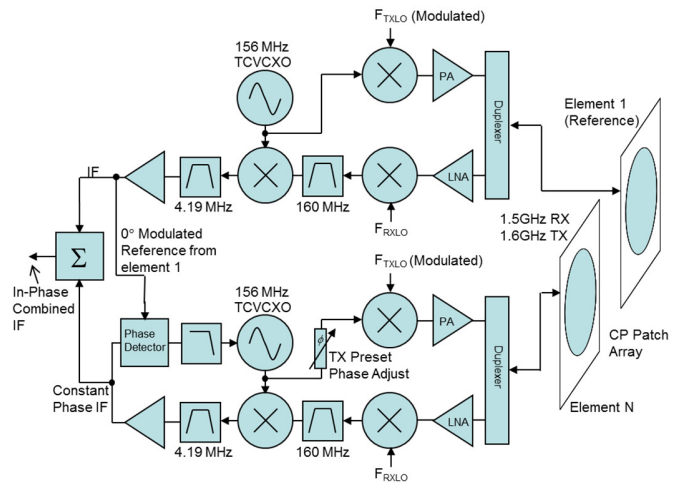 F_TXLO (Modulated)
156 MHz
TCVCXO
PA
Duplexer
Element 1
(Reference)
IF
LNA
4.19 MHz
160 MHz
F_RXLO
0° Modulated
Reference from
element 1
1.5GHz RX
1.6GHz TX
Σ
In-Phase
Combined
IF
F_TXLO (Modulated)
156 MHz
TCVCXO
Phase
Detector
Ø
PA
TX Preset
Phase Adjust
Duplexer
CP Patch
Array
Constant
Phase IF
Element N
LNA
4.19 MHz
160 MHz
F_RXLO